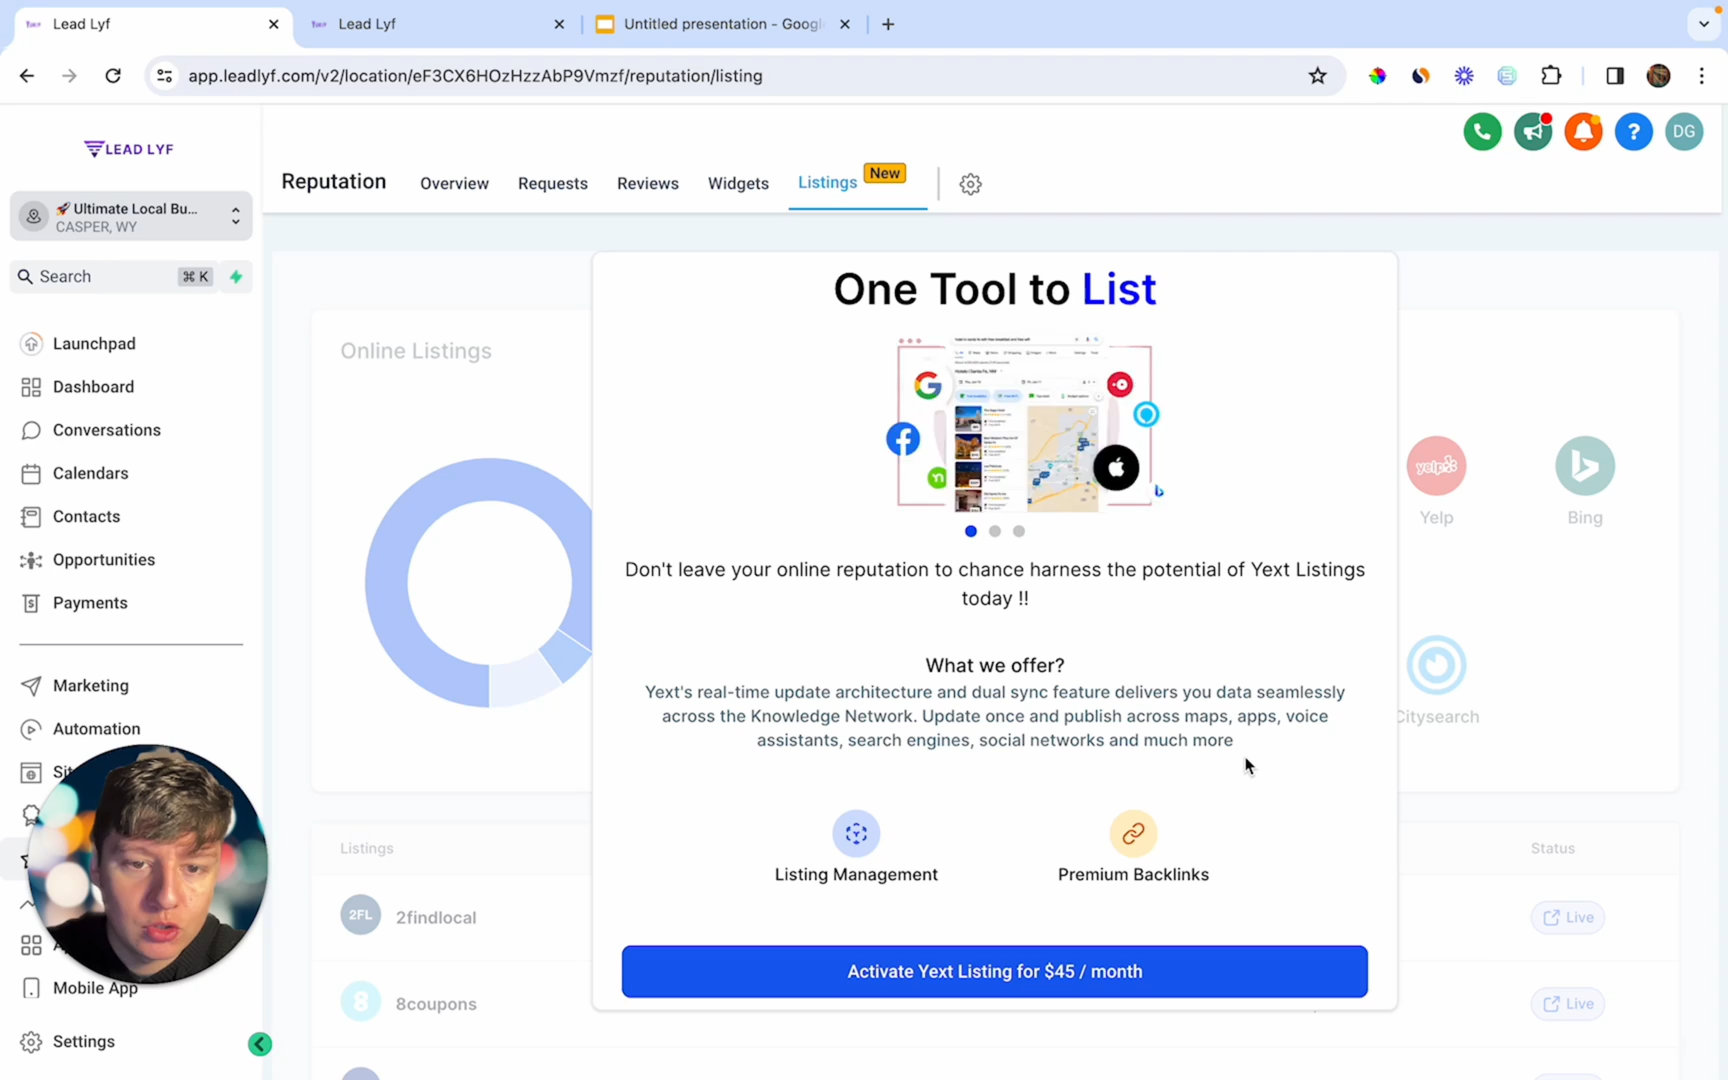 Lead Lyf
Lead Lyf
Untitled presentation - Googl
app.leadlyf.com/v2/location/eF3CX6HOzHzzAbP9Vmzf/reputation/listing
LEAD LYF
🚀 Ultimate Local Bu...
CASPER, WY
Search
⌘ K
Launchpad
Dashboard
Conversations
Calendars
Contacts
Opportunities
Payments
Marketing
Automation
Mobile App
Settings
Reputation
Overview
Requests
Reviews
Widgets
Listings
New
?
DG
Online Listings
One Tool to List
Don't leave your online reputation to chance harness the potential of Yext Listings
today !!
What we offer?
Yext's real-time update architecture and dual sync feature delivers you data seamlessly
across the Knowledge Network. Update once and publish across maps, apps, voice
assistants, search engines, social networks and much more
Listing Management
Premium Backlinks
Activate Yext Listing for $45 / month
yelp
Yelp
Bing
Citysearch
Listings
Status
2FL
2findlocal
Live
8
8coupons
Live